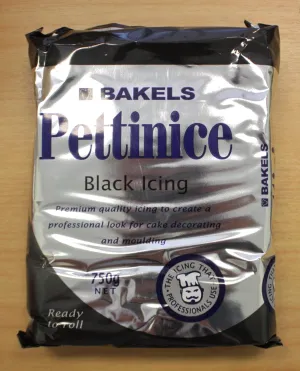 BAKELS
Pettinice
Black Icing
Premium quality icing to create a
professional look for cake decorating
and moulding
750g
NET
THE ICING THAT
PROFESSIONALS USE
Ready
to roll
BAKELS